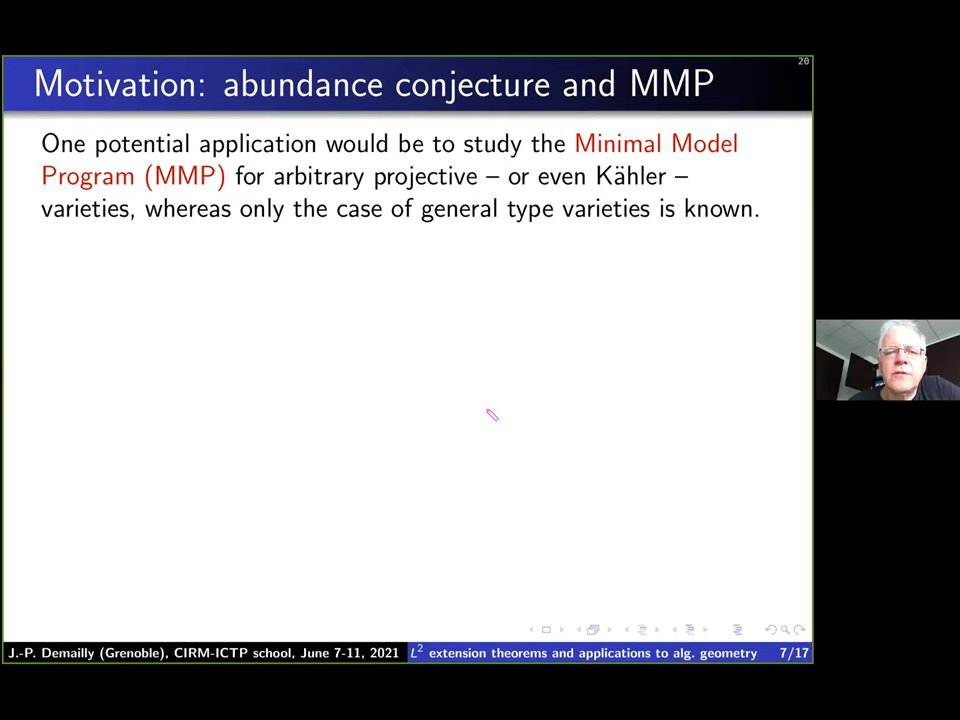 20
Motivation: abundance conjecture and MMP
One potential application would be to study the Minimal Model
Program (MMP) for arbitrary projective – or even Kähler –
varieties, whereas only the case of general type varieties is known.
J.-P. Demailly (Grenoble), CIRM-ICTP school, June 7-11, 2021 L² extension theorems and applications to alg. geometry 7/17